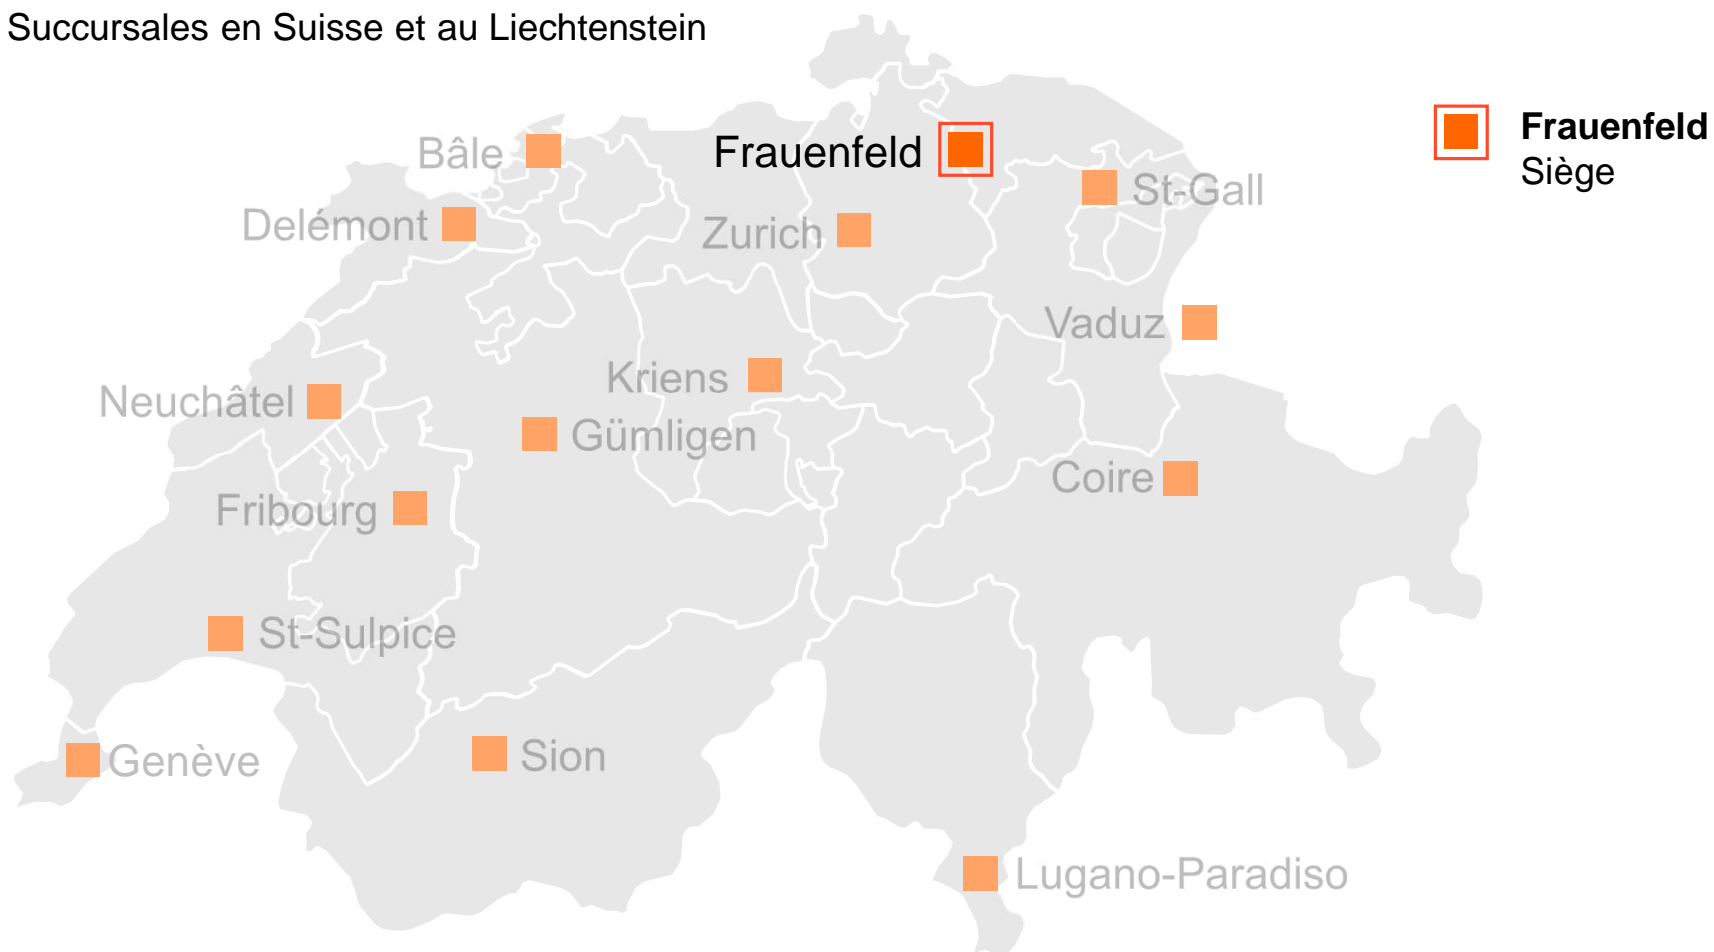 Succursales en Suisse et au Liechtenstein
Frauenfeld
Siège
Bâle
Frauenfeld
St-Gall
Delémont
Zurich
Vaduz
Kriens
Neuchâtel
Gümligen
Coire
Fribourg
St-Sulpice
Genève
Sion
Lugano-Paradiso